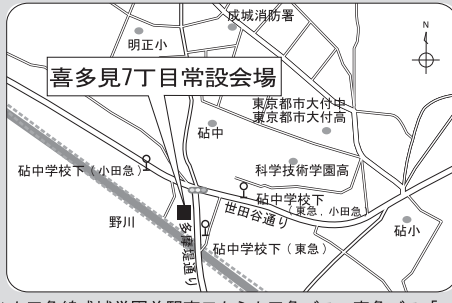 成城消防署
N
明正小
喜多見7丁目常設会場
東京都市大付中
東京都市大付高
砧中
砧中学校下（小田急）
科学技術学園高
砧中学校下
（東急．小田急）
世田谷通り
野川
多摩堤通り
砧小
砧中学校下（東急）